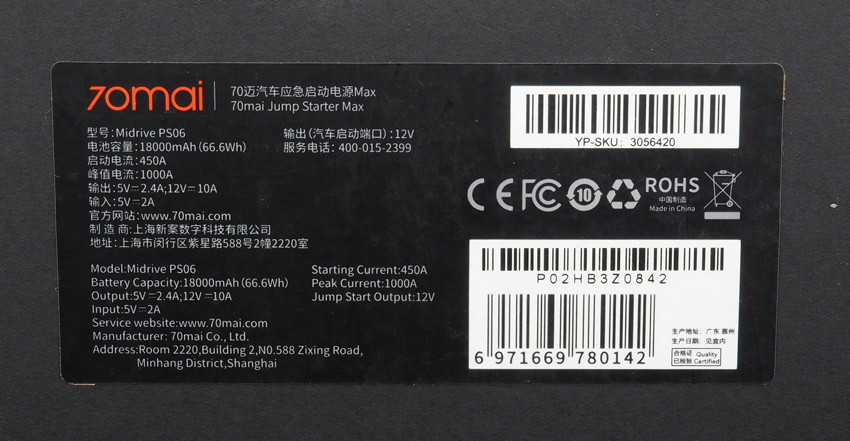 70mai
70迈汽车应急启动电源Max
70mai Jump Starter Max
型号:Midrive PS06
电池容量:18000mAh(66.6Wh)
启动电流:450A
峰值电流:1000A
输出:5V⎓2.4A;12V⎓10A
输入:5V⎓2A
官方网站:www.70mai.com
制 造 商:上海新案数字科技有限公司
地址:上海市闵行区紫星路588号2幢2220室
输出(汽车启动端口):12V
服务电话: 400-015-2399
Model:Midrive PS06
Battery Capacity:18000mAh(66.6Wh)
Output:5V⎓2.4A;12V⎓10A
Input:5V⎓2A
Service website:www.70mai.com
Manufacturer: 70mai Co., Ltd.
Address:Room 2220,Building 2,N0.588 Zixing Road,
Minhang District,Shanghai
Starting Current:450A
Peak Current:1000A
Jump Start Output:12V
YP-SKU: 3056420
CE FC 10 ROHS
中国制造
Made in China
P02HB3Z0842
6 971669 780142
生产地址: 广东 惠州
生产日期: 见盒内
合格证 Quality
已检验 Certified